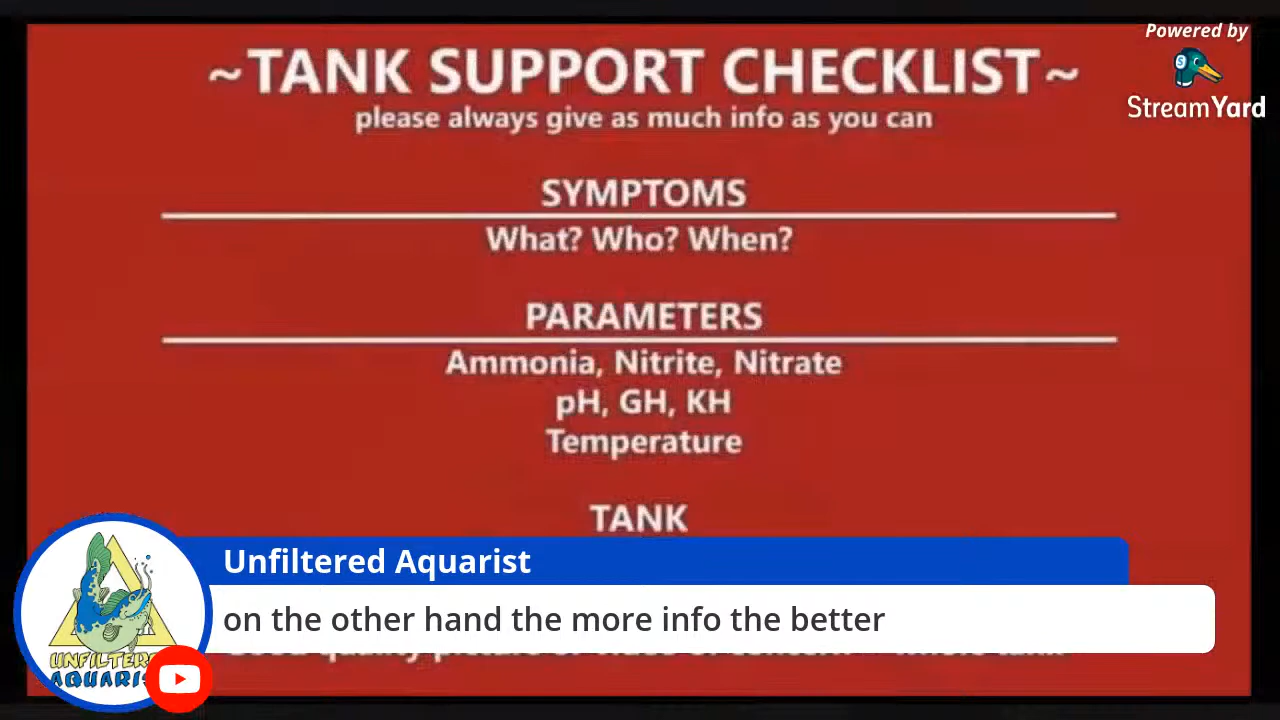 Powered by
StreamYard
~TANK SUPPORT CHECKLIST~
please always give as much info as you can
SYMPTOMS
What? Who? When?
PARAMETERS
Ammonia, Nitrite, Nitrate
pH, GH, KH
Temperature
TANK
Unfiltered Aquarist
on the other hand the more info the better